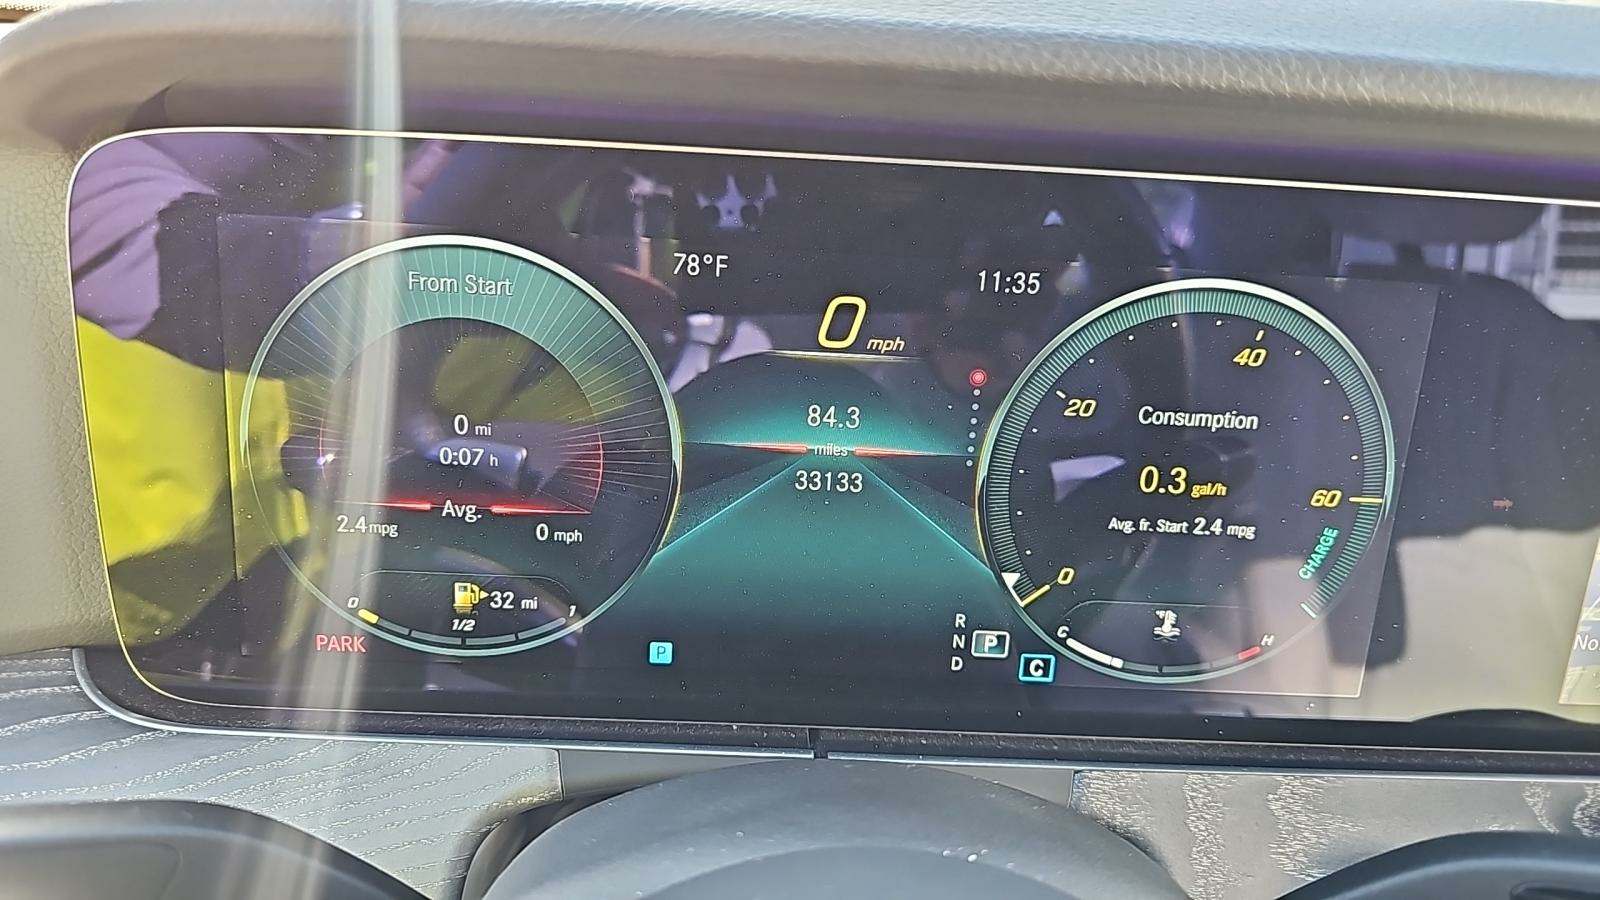 78°F
11:35
From Start
0 mph
84.3
miles
33133
0 mi
0:07 h
Avg.
2.4 mpg
0 mph
32 mi
0
1/2
1
PARK
P
R
N
D
P
C
0
20
40
60
CHARGE
Consumption
0.3 gal/h
Avg. fr. Start 2.4 mpg
°F
C
H